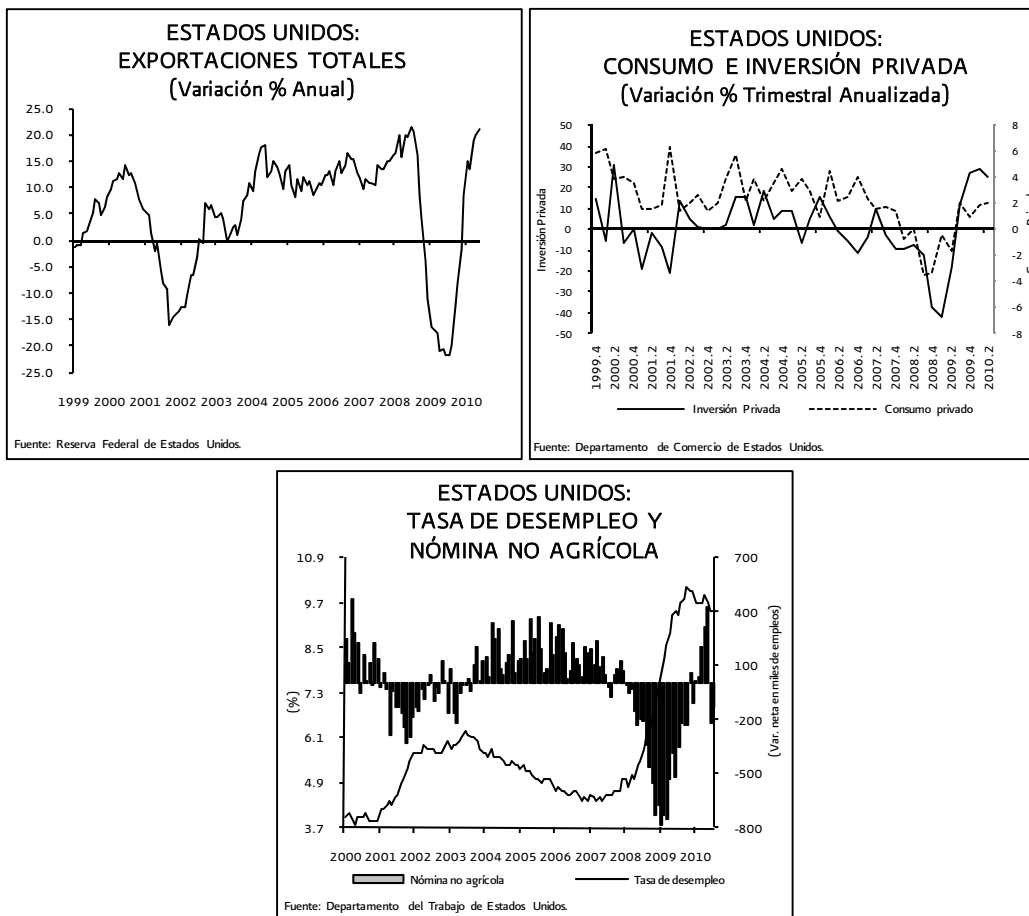 ESTADOS UNIDOS:
EXPORTACIONES TOTALES
(Variación % Anual)
25.0
20.0
15.0
10.0
5.0
0.0
-5.0
-10.0
-15.0
-20.0
-25.0
1999 2000 2001 2002 2003 2004 2005 2006 2007 2008 2009 2010
Fuente: Reserva Federal de Estados Unidos.
ESTADOS UNIDOS:
CONSUMO E INVERSIÓN PRIVADA
(Variación % Trimestral Anualizada)
Inversión Privada
50
40
30
20
10
0
-10
-20
-30
-40
-50
8
6
4
2
0
-2
-4
-6
-8
1999.4 2000.2 2000.4 2001.2 2001.4 2002.2 2002.4 2003.2 2003.4 2004.2 2004.4 2005.2 2005.4 2006.2 2006.4 2007.2 2007.4 2008.2 2008.4 2009.2 2009.4 2010.2
Inversión Privada Consumo privado
Fuente: Departamento de Comercio de Estados Unidos.
ESTADOS UNIDOS:
TASA DE DESEMPLEO Y
NÓMINA NO AGRÍCOLA
(%)
10.9
9.7
8.5
7.3
6.1
4.9
3.7
700
400
100
-200
-500
-800
(Var. neta en miles de empleos)
2000 2001 2002 2003 2004 2005 2006 2007 2008 2009 2010
Nómina no agrícola Tasa de desempleo
Fuente: Departamento del Trabajo de Estados Unidos.